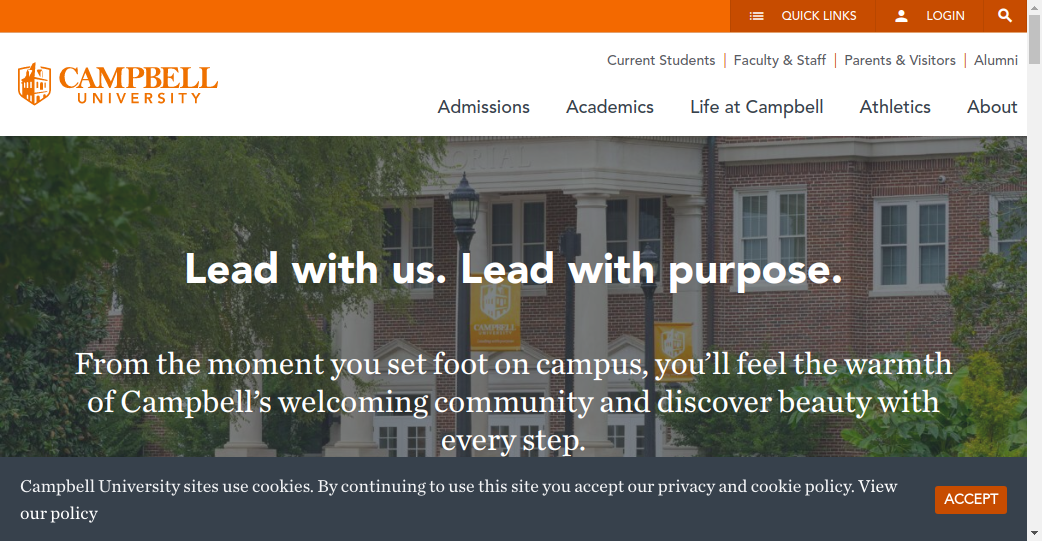 QUICK LINKS
LOGIN
Current Students
Faculty & Staff
Parents & Visitors
Alumni
CAMPBELL
UNIVERSITY
Admissions
Academics
Life at Campbell
Athletics
About
Lead with us. Lead with purpose.
CAMPBELL
UNIVERSITY
From the moment you set foot on campus, you’ll feel the warmth
of Campbell’s welcoming community and discover beauty with
every step.
Campbell University sites use cookies. By continuing to use this site you accept our privacy and cookie policy. View
our policy
ACCEPT